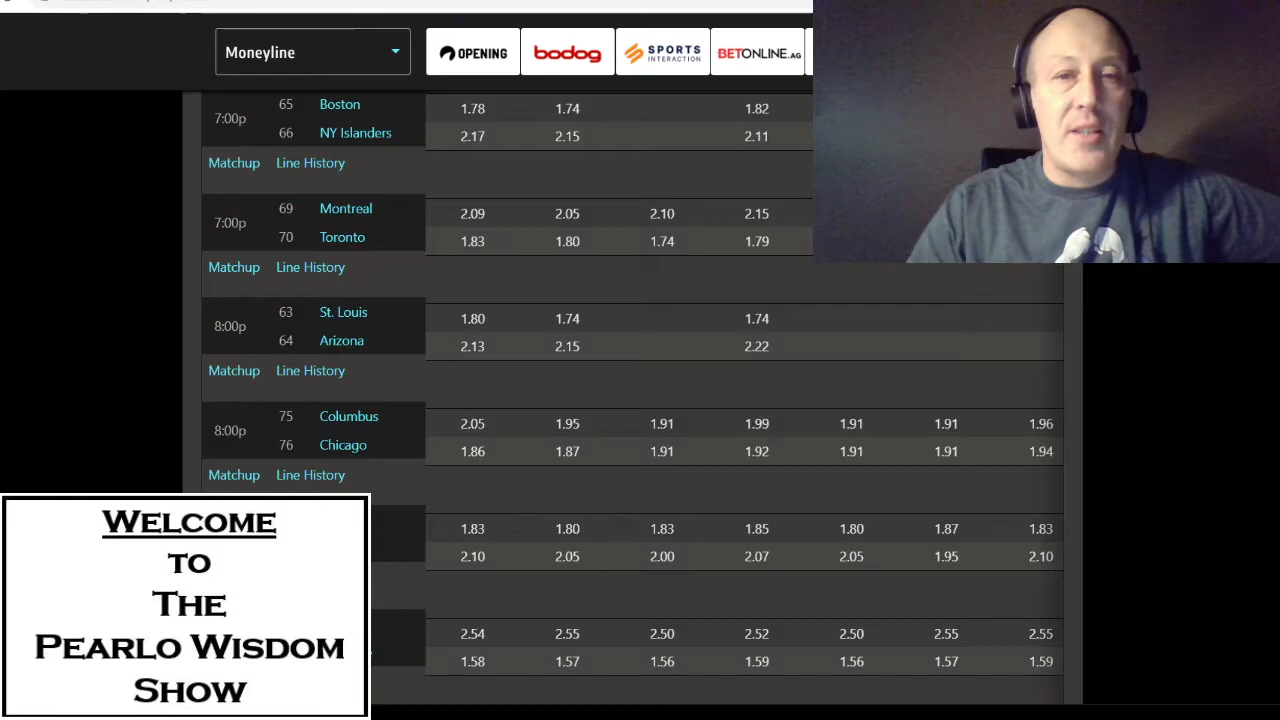 Moneyline OPENING bodog SPORTS INTERACTION BETONLINE.AG
65 Boston 1.78 1.74 1.82
7:00p
66 NY Islanders 2.17 2.15 2.11
Matchup Line History
69 Montreal 2.09 2.05 2.10 2.15
7:00p
70 Toronto 1.83 1.80 1.74 1.79
Matchup Line History
63 St. Louis 1.80 1.74 1.74
8:00p
64 Arizona 2.13 2.15 2.22
Matchup Line History
75 Columbus 2.05 1.95 1.91 1.99 1.91 1.91 1.96
8:00p
76 Chicago 1.86 1.87 1.91 1.92 1.91 1.91 1.94
Matchup Line History
1.83 1.80 1.83 1.85 1.80 1.87 1.83
2.10 2.05 2.00 2.07 2.05 1.95 2.10
2.54 2.55 2.50 2.52 2.50 2.55 2.55
1.58 1.57 1.56 1.59 1.56 1.57 1.59
Welcome
to
The
Pearlo Wisdom
Show